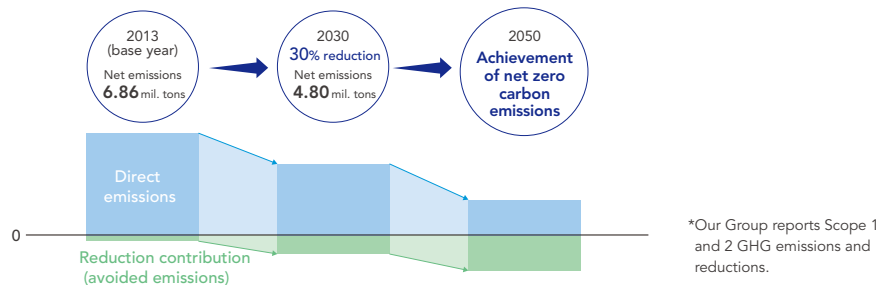 2013
(base year)
Net emissions
6.86 mil. tons
2030
30% reduction
Net emissions
4.80 mil. tons
2050
Achievement
of net zero
carbon
emissions
Direct
emissions
0
Reduction contribution
(avoided emissions)
*Our Group reports Scope 1
and 2 GHG emissions and
reductions.